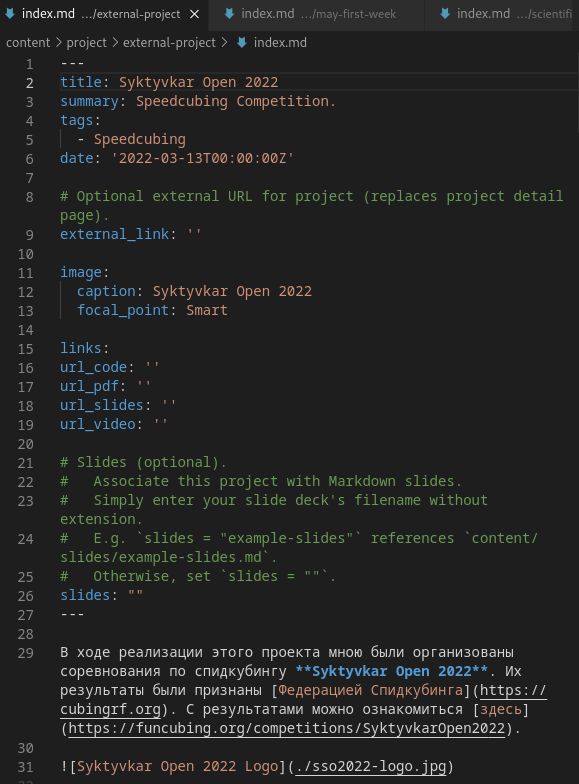 index.md .../external-project × index.md .../may-first-week index.md .../scientifi
content > project > external-project > index.md
1 ---
2 title: Syktyvkar Open 2022
3 summary: Speedcubing Competition.
4 tags:
5 - Speedcubing
6 date: '2022-03-13T00:00:00Z'
7
8 # Optional external URL for project (replaces project detail
page).
9 external_link: ''
10
11 image:
12 caption: Syktyvkar Open 2022
13 focal_point: Smart
14
15 links:
16 url_code: ''
17 url_pdf: ''
18 url_slides: ''
19 url_video: ''
20
21 # Slides (optional).
22 #   Associate this project with Markdown slides.
23 #   Simply enter your slide deck's filename without
extension.
24 #   E.g. `slides = "example-slides"` references `content/
slides/example-slides.md`.
25 #   Otherwise, set `slides = ""`.
26 slides: ""
27 ---
28
29 В ходе реализации этого проекта мною были организованы
соревнования по спидкубингу **Syktyvkar Open 2022**. Их
результаты были признаны [Федерацией Спидкубинга](https://
cubingrf.org). С результатами можно ознакомиться [здесь]
(https://funcubing.org/competitions/SyktyvkarOpen2022).
30
31 ![Syktyvkar Open 2022 Logo](./sso2022-logo.jpg)